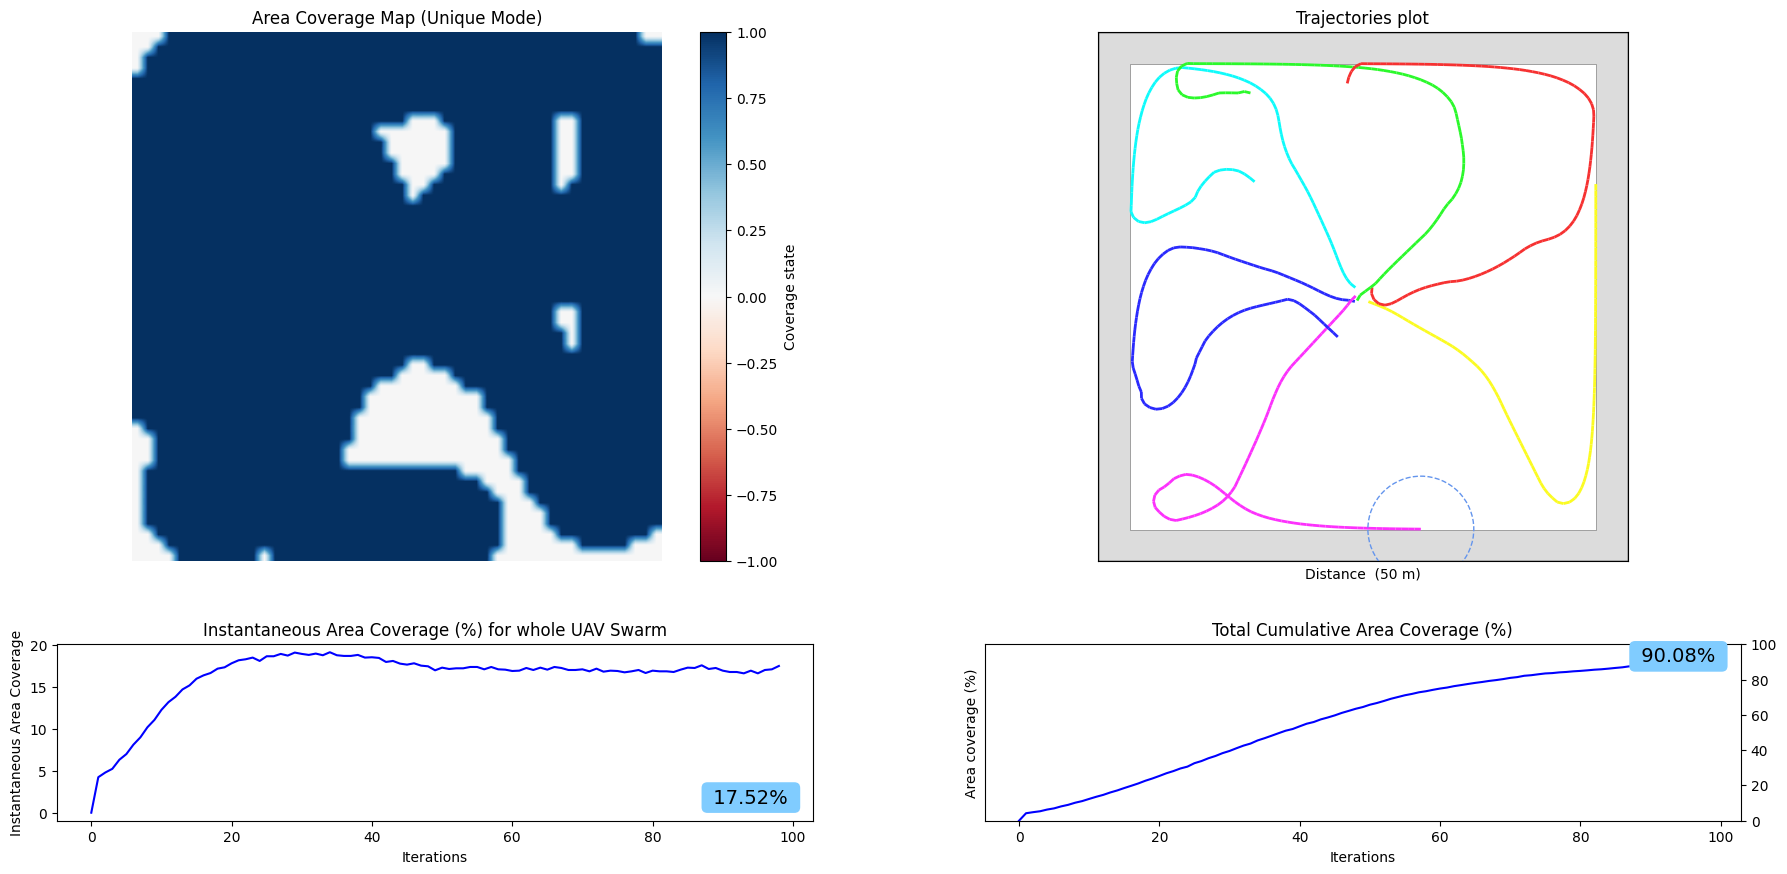 Area Coverage Map (Unique Mode)
1.00
0.75
0.50
0.25
0.00
−0.25
−0.50
−0.75
−1.00
Coverage state
Trajectories plot
Distance  (50 m)
Instantaneous Area Coverage (%) for whole UAV Swarm
Instantaneous Area Coverage
20
15
10
5
0
17.52%
0 20 40 60 80 100
Iterations
Total Cumulative Area Coverage (%)
Area coverage (%)
90.08%
100
80
60
40
20
0
0 20 40 60 80 100
Iterations